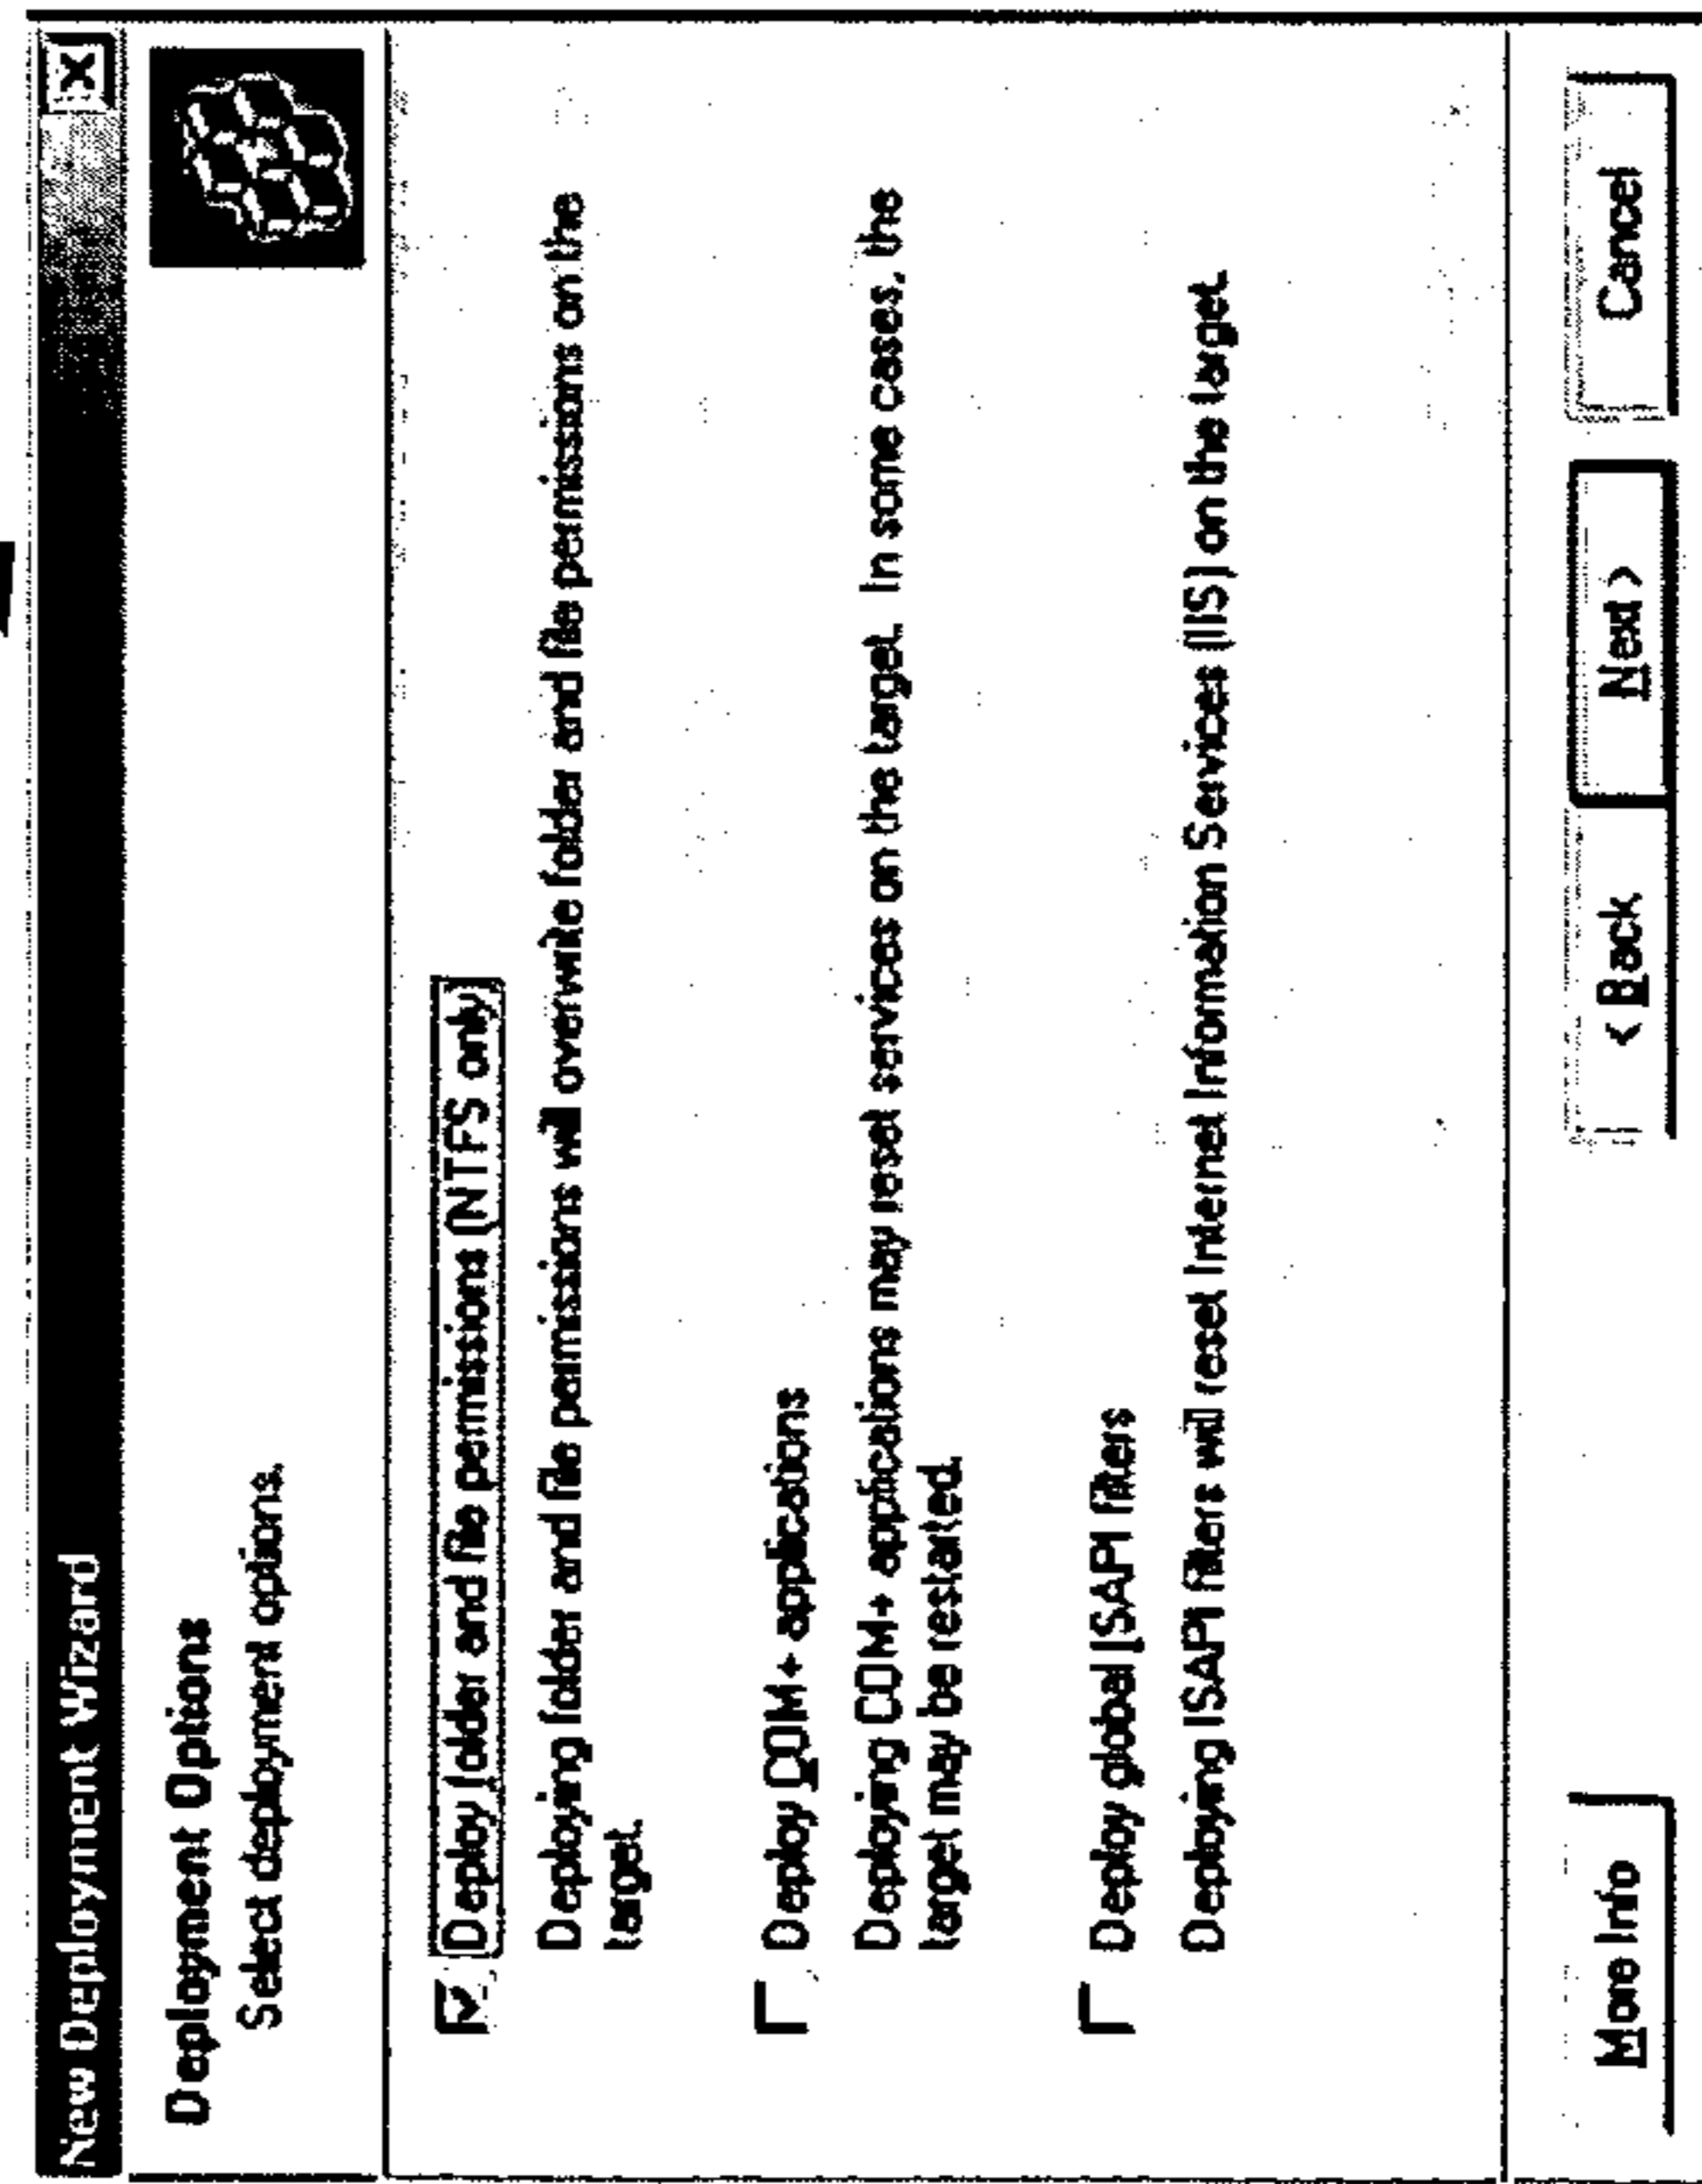 New Deployment Wizard
Deployment Options
Select deployment options.
Deploy folder and file permissions (NTFS only)
Deploying folder and file permissions will overwrite folder and file permissions on the
target.
Deploy COM+ applications
Deploying COM+ applications may reset services on the target. In some cases, the
target may be restarted.
Deploy global ISAPI filters
Deploying ISAPI filters will reset Internet Information Services (IIS) on the target.
More Info
< Back
Next >
Cancel